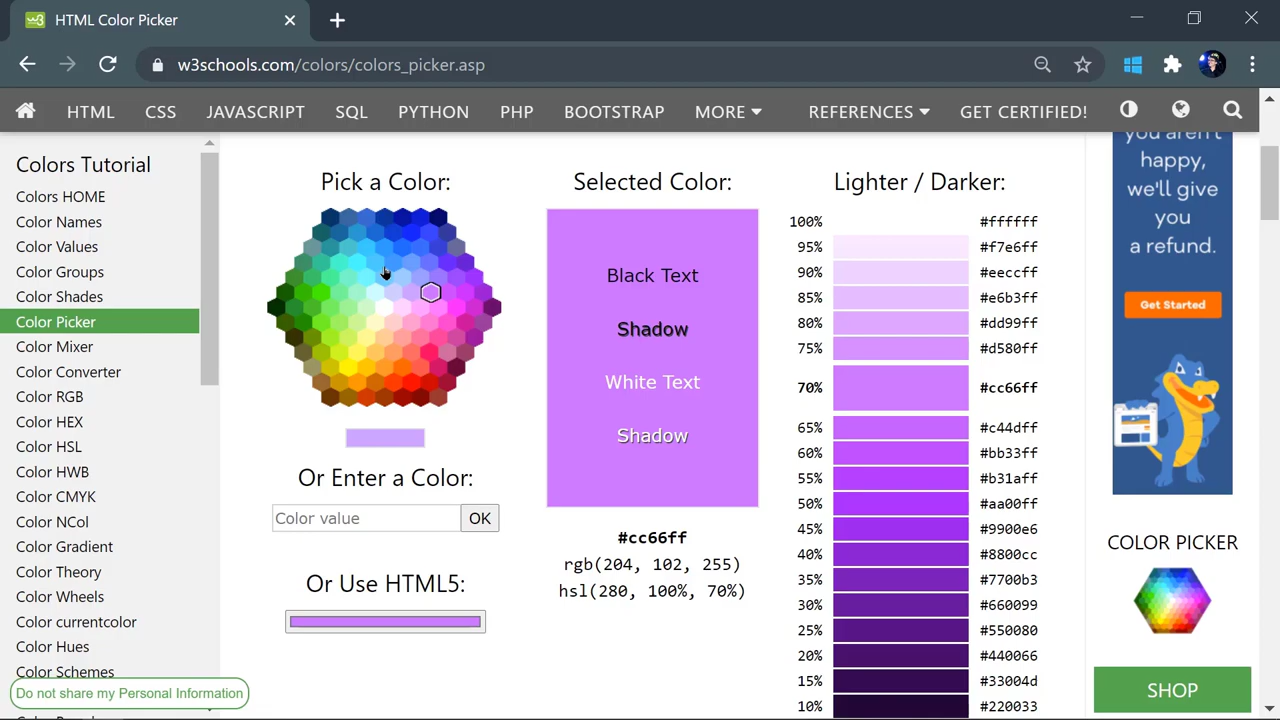 HTML Color Picker
w3schools.com/colors/colors_picker.asp
HTML CSS JAVASCRIPT SQL PYTHON PHP BOOTSTRAP MORE REFERENCES GET CERTIFIED!
Colors Tutorial
Colors HOME
Color Names
Color Values
Color Groups
Color Shades
Color Picker
Color Mixer
Color Converter
Color RGB
Color HEX
Color HSL
Color HWB
Color CMYK
Color NCol
Color Gradient
Color Theory
Color Wheels
Color currentcolor
Color Hues
Color Schemes
Do not share my Personal Information
Pick a Color:
Or Enter a Color:
Color value OK
Or Use HTML5:
Selected Color:
Black Text
Shadow
White Text
Shadow
#cc66ff
rgb(204, 102, 255)
hsl(280, 100%, 70%)
Lighter / Darker:
100% #ffffff
95% #f7e6ff
90% #eeccff
85% #e6b3ff
80% #dd99ff
75% #d580ff
70% #cc66ff
65% #c44dff
60% #bb33ff
55% #b31aff
50% #aa00ff
45% #9900e6
40% #8800cc
35% #7700b3
30% #660099
25% #550080
20% #440066
15% #33004d
10% #220033
you aren't
happy,
we'll give
you
a refund.
Get Started
COLOR PICKER
SHOP